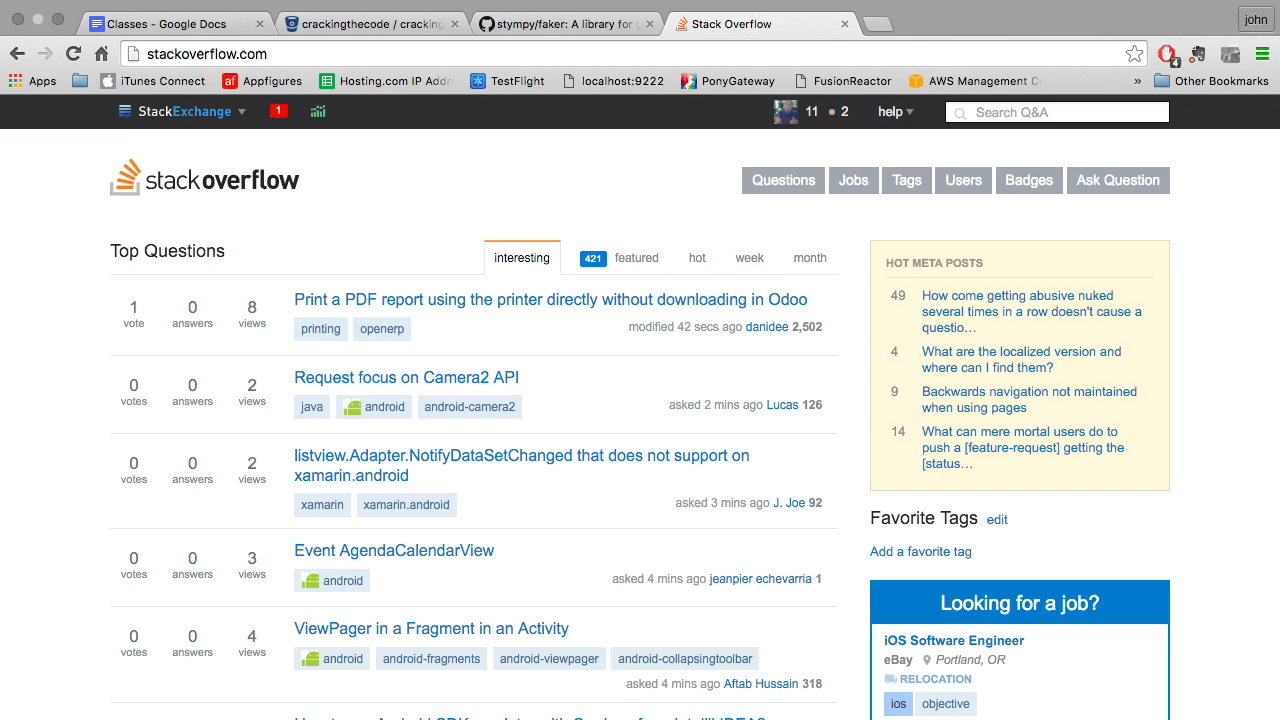 Classes - Google Docs
crackingthecode / cracking
stympy/faker: A library for g
Stack Overflow
john
stackoverflow.com
4
Apps
iTunes Connect
af Appfigures
Hosting.com IP Addre
TestFlight
localhost:9222
PonyGateway
FusionReactor
AWS Management Co
»
Other Bookmarks
StackExchange
1
11 2
help
Search Q&A
stackoverflow
Questions
Jobs
Tags
Users
Badges
Ask Question
Top Questions
interesting
421 featured
hot
week
month
1 vote
0 answers
8 views
Print a PDF report using the printer directly without downloading in Odoo
printing openerp
modified 42 secs ago danidee 2,502
0 votes
0 answers
2 views
Request focus on Camera2 API
java android android-camera2
asked 2 mins ago Lucas 126
0 votes
0 answers
2 views
listview.Adapter.NotifyDataSetChanged that does not support on
xamarin.android
xamarin xamarin.android
asked 3 mins ago J. Joe 92
0 votes
0 answers
3 views
Event AgendaCalendarView
android
asked 4 mins ago jeanpier echevarria 1
0 votes
0 answers
4 views
ViewPager in a Fragment in an Activity
android android-fragments android-viewpager android-collapsingtoolbar
asked 4 mins ago Aftab Hussain 318
HOT META POSTS
49 How come getting abusive nuked
several times in a row doesn't cause a
questio…
4 What are the localized version and
where can I find them?
9 Backwards navigation not maintained
when using pages
14 What can mere mortal users do to
push a [feature-request] getting the
[status…
Favorite Tags edit
Add a favorite tag
Looking for a job?
iOS Software Engineer
eBay Portland, OR
RELOCATION
ios objective